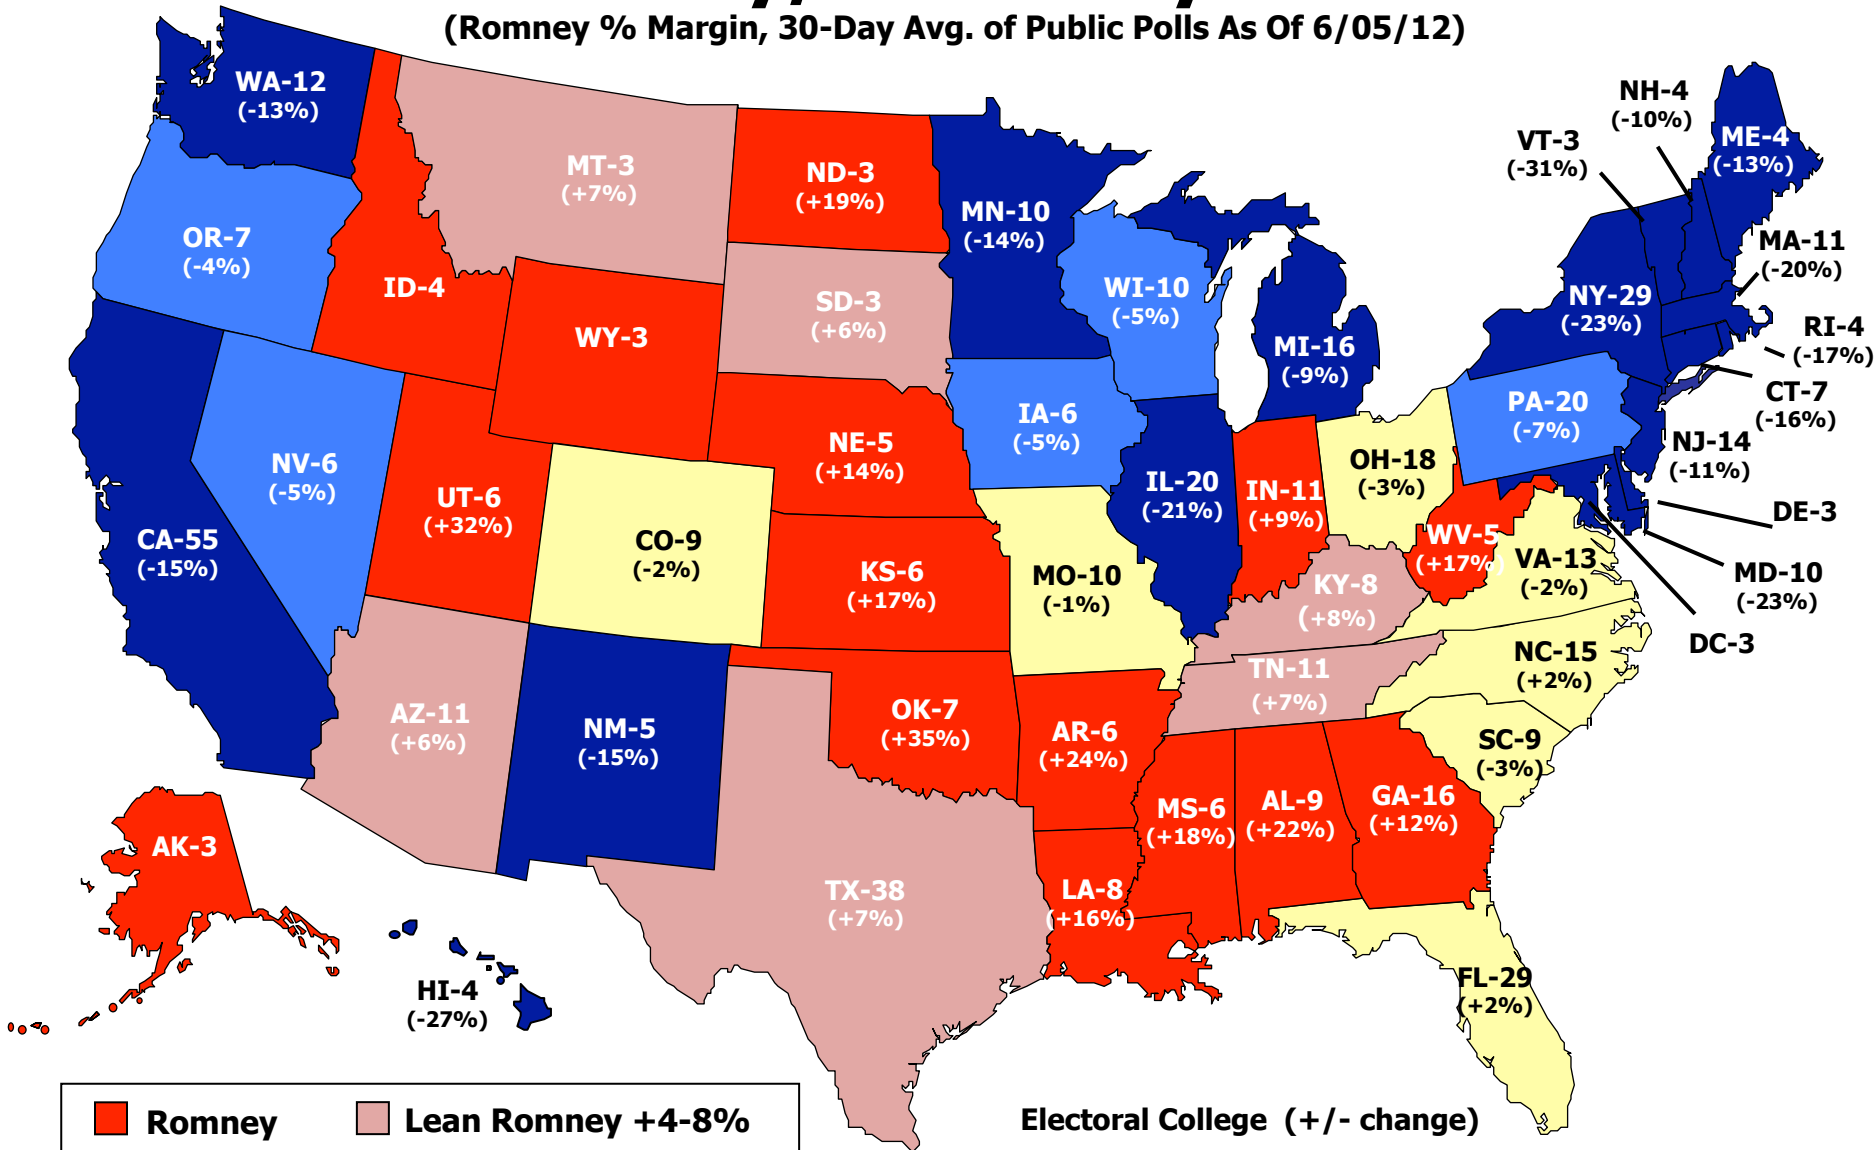 (Romney % Margin, 30-Day Avg. of Public Polls As Of 6/05/12)
WA-12
(-13%)
OR-7
(-4%)
CA-55
(-15%)
NV-6
(-5%)
ID-4
MT-3
(+7%)
WY-3
UT-6
(+32%)
AZ-11
(+6%)
CO-9
(-2%)
NM-5
(-15%)
ND-3
(+19%)
SD-3
(+6%)
NE-5
(+14%)
KS-6
(+17%)
OK-7
(+35%)
TX-38
(+7%)
MN-10
(-14%)
IA-6
(-5%)
MO-10
(-1%)
AR-6
(+24%)
LA-8
(+16%)
WI-10
(-5%)
IL-20
(-21%)
MI-16
(-9%)
IN-11
(+9%)
OH-18
(-3%)
KY-8
(+8%)
TN-11
(+7%)
MS-6
(+18%)
AL-9
(+22%)
GA-16
(+12%)
FL-29
(+2%)
SC-9
(-3%)
NC-15
(+2%)
VA-13
(-2%)
WV-5
(+17%)
PA-20
(-7%)
NY-29
(-23%)
VT-3
(-31%)
NH-4
(-10%)
ME-4
(-13%)
MA-11
(-20%)
RI-4
(-17%)
CT-7
(-16%)
NJ-14
(-11%)
DE-3
MD-10
(-23%)
DC-3
AK-3
HI-4
(-27%)
Romney
Lean Romney +4-8%
Electoral College (+/- change)